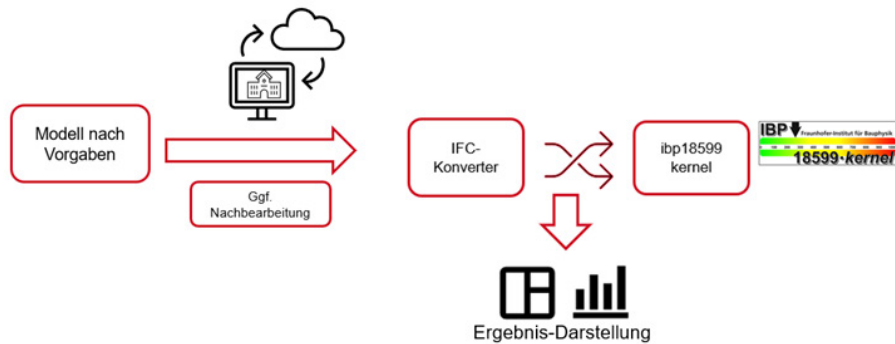 Modell nach
Vorgaben
Ggf.
Nachbearbeitung
IFC-
Konverter
ibp18599
kernel
IBP Fraunhofer-Institut für Bauphysik
18599-kernel
Ergebnis-Darstellung